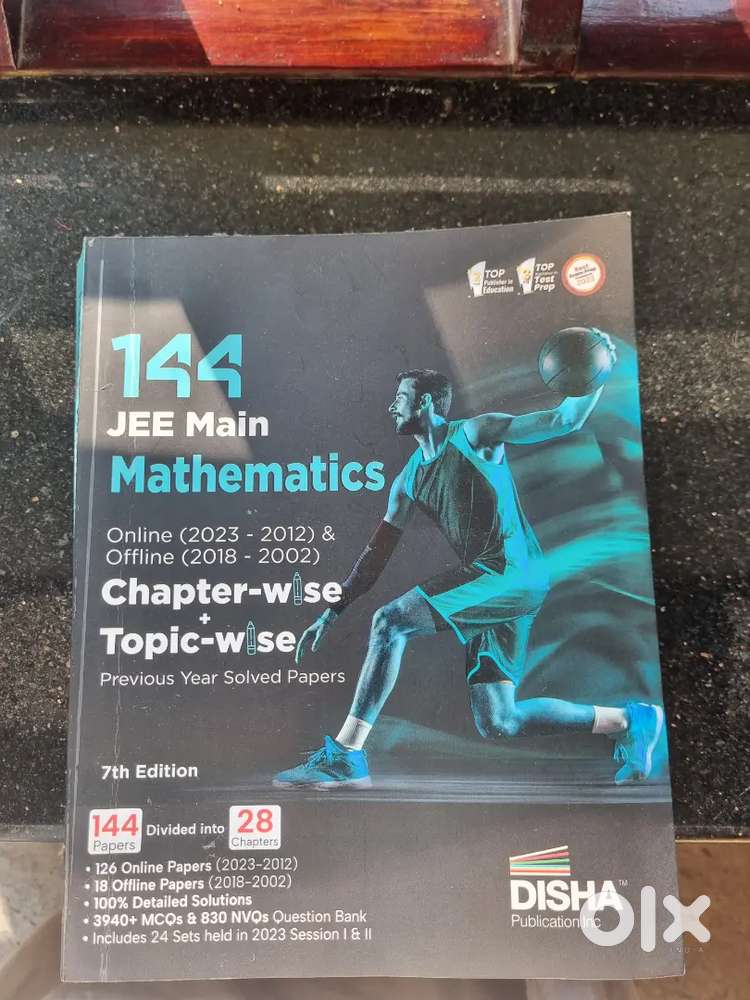 TOP
Publisher in
Education
TOP
Test
Prep
2023
144
JEE Main
Mathematics
Online (2023 - 2012) &
Offline (2018 - 2002)
Chapter-wise
+
Topic-wise
Previous Year Solved Papers
7th Edition
144
Papers
Divided into
28
Chapters
• 126 Online Papers (2023-2012)
• 18 Offline Papers (2018-2002)
• 100% Detailed Solutions
• 3940+ MCQs & 830 NVQs Question Bank
• Includes 24 Sets held in 2023 Session I & II
DISHA™
Publication Inc
olx
INDIA